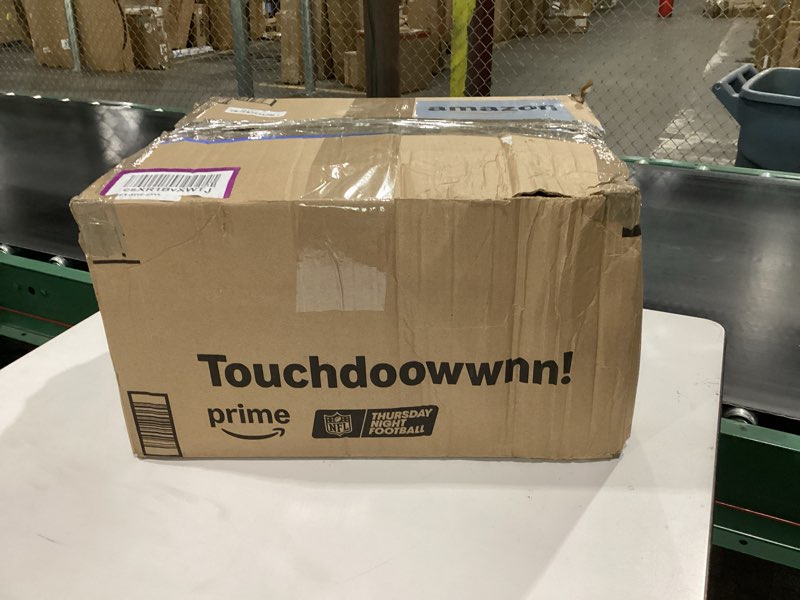 amazon
Touchdoowwnn!
prime
NFL
THURSDAY
NIGHT
FOOTBALL